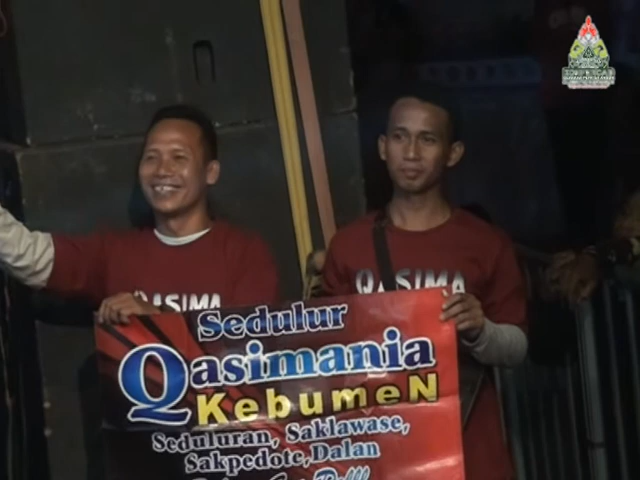 QASIMA
QASIMA
Sedulur
Qasimania
KebumeN
Seduluran, Saklawase,
Sakpedote, Dalan